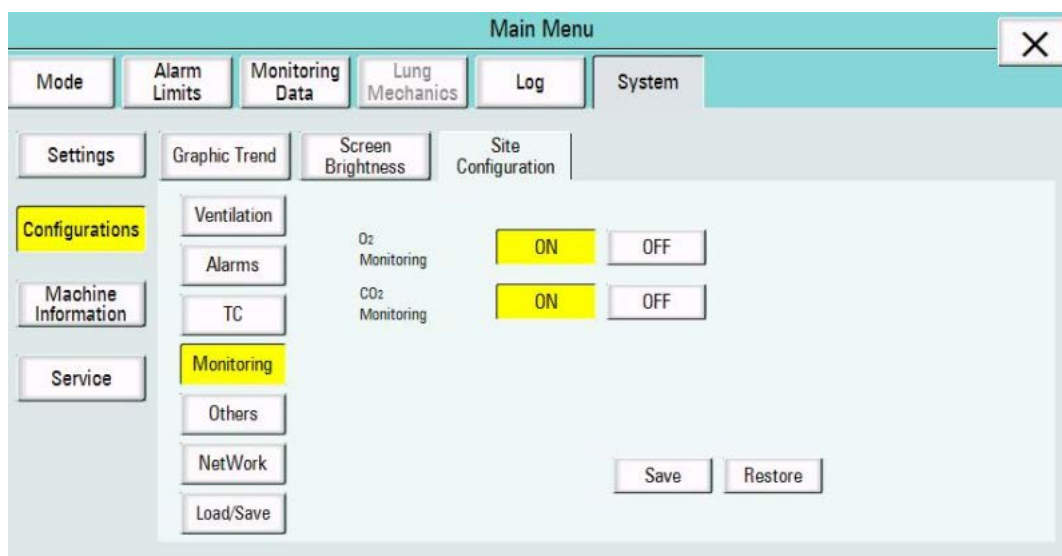 Main Menu
Mode
Alarm
Limits
Monitoring
Data
Lung
Mechanics
Log
System
Settings
Graphic Trend
Screen
Brightness
Site
Configuration
Configurations
Machine
Information
Service
Ventilation
Alarms
TC
Monitoring
Others
NetWork
Load/Save
O₂
Monitoring
ON
OFF
CO₂
Monitoring
ON
OFF
Save
Restore